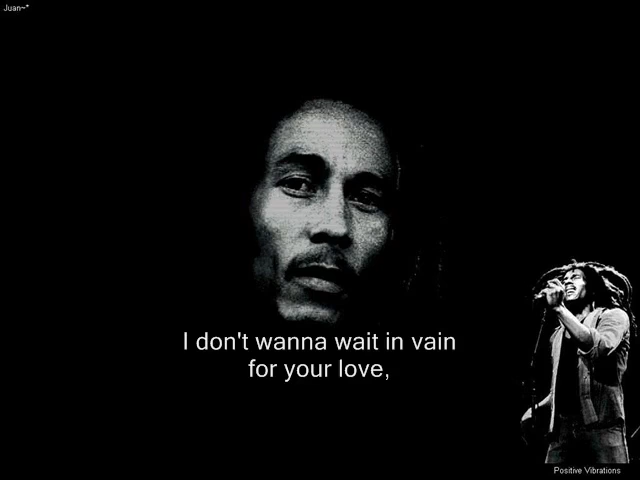 Juan~*
I don't wanna wait in vain
for your love,
Positive Vibrations